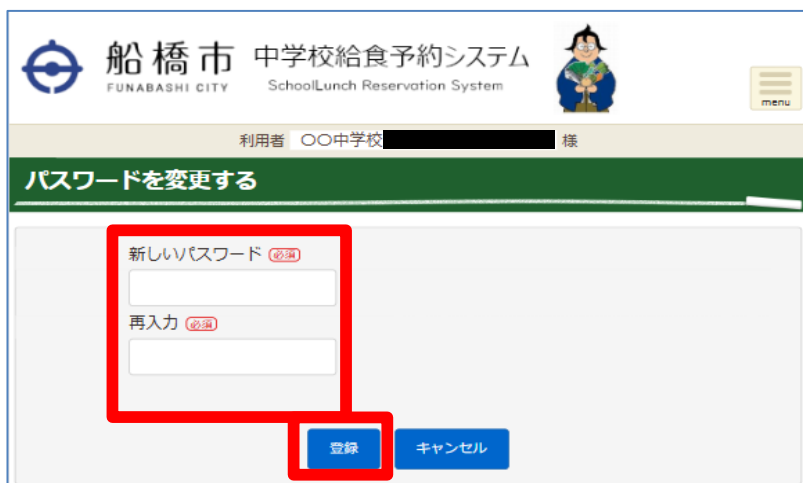 船橋市 中学校給食予約システム
FUNABASHI CITY SchoolLunch Reservation System
menu
利用者 〇〇中学校 様
パスワードを変更する
新しいパスワード 必須
再入力 必須
登録 キャンセル